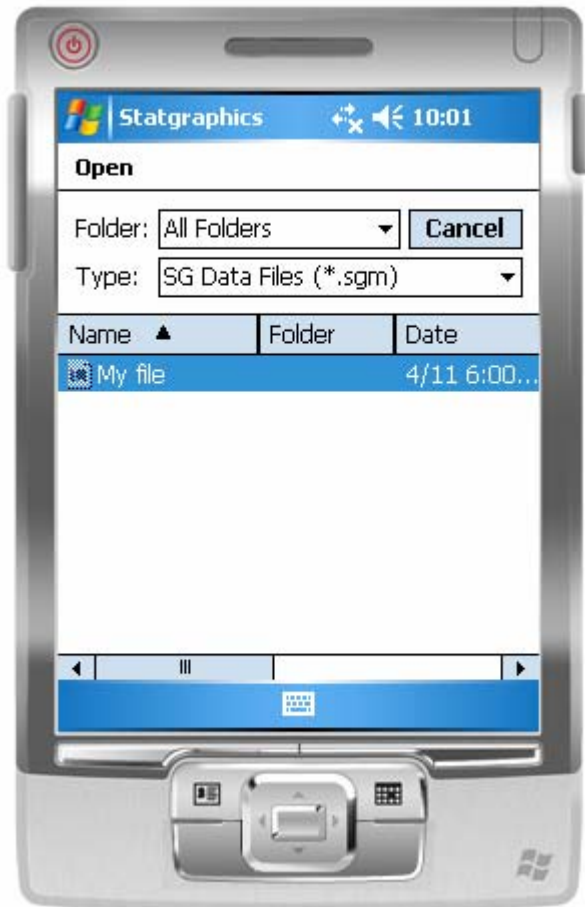 Statgraphics 10:01
Open
Folder: All Folders Cancel
Type: SG Data Files (*.sgm)
Name Folder Date
My file 4/11 6:00...